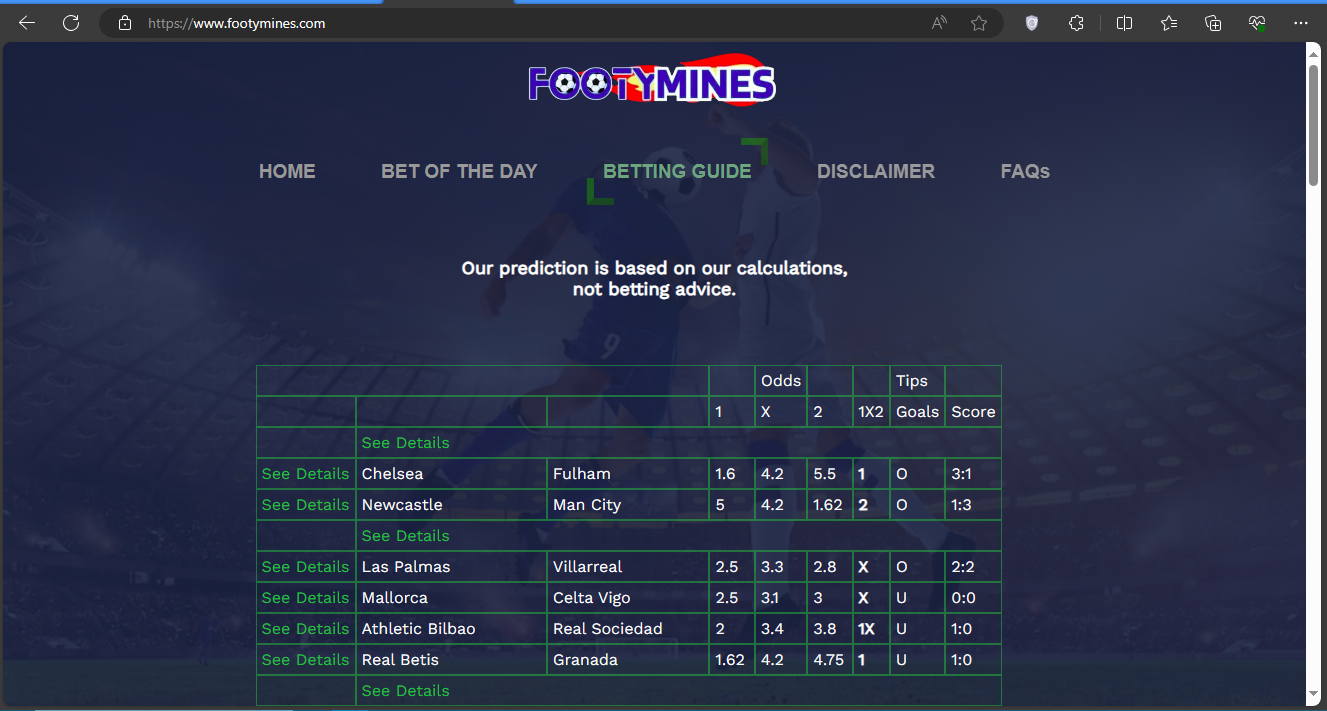 https://www.footymines.com
FOOTYMINES
HOME BET OF THE DAY BETTING GUIDE DISCLAIMER FAQs
Our prediction is based on our calculations,
not betting advice.
9
Odds Tips
1 X 2 1X2 Goals Score
See Details
See Details Chelsea Fulham 1.6 4.2 5.5 1 O 3:1
See Details Newcastle Man City 5 4.2 1.62 2 O 1:3
See Details
See Details Las Palmas Villarreal 2.5 3.3 2.8 X O 2:2
See Details Mallorca Celta Vigo 2.5 3.1 3 X U 0:0
See Details Athletic Bilbao Real Sociedad 2 3.4 3.8 1X U 1:0
See Details Real Betis Granada 1.62 4.2 4.75 1 U 1:0
See Details